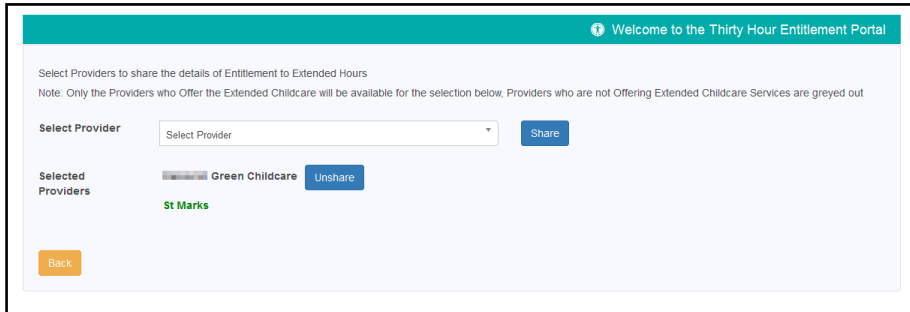 Welcome to the Thirty Hour Entitlement Portal
Select Providers to share the details of Entitlement to Extended Hours
Note: Only the Providers who Offer the Extended Childcare will be available for the selection below, Providers who are not Offering Extended Childcare Services are greyed out
Select Provider Select Provider Share
Selected Providers Green Childcare Unshare
St Marks
Back